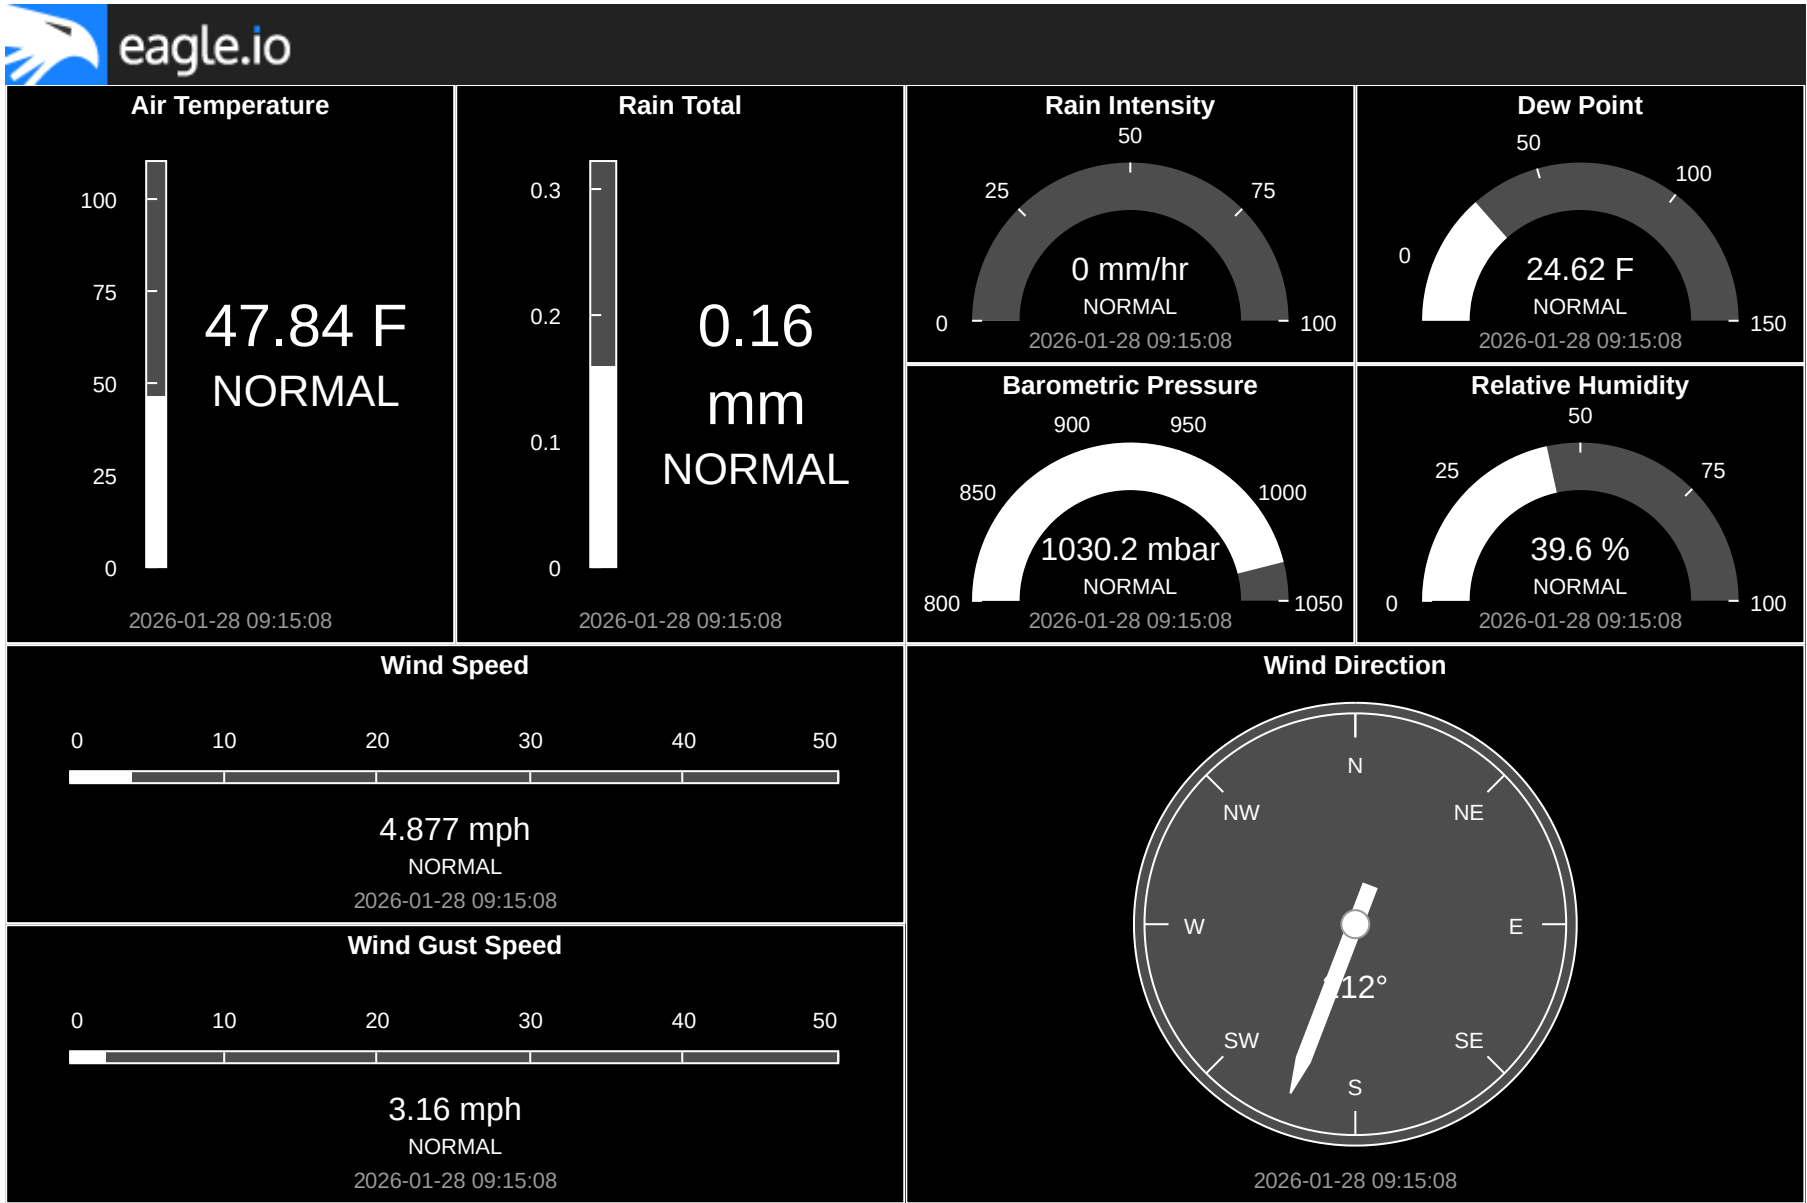 eagle.io
Air Temperature
100
75
50
25
0
47.84 F
NORMAL
2026-01-28 09:15:08
Rain Total
0.3
0.2
0.1
0
0.16
mm
NORMAL
2026-01-28 09:15:08
Rain Intensity
0
25
50
75
100
0 mm/hr
NORMAL
2026-01-28 09:15:08
Dew Point
0
50
100
150
24.62 F
NORMAL
2026-01-28 09:15:08
Barometric Pressure
800
850
900
950
1000
1050
1030.2 mbar
NORMAL
2026-01-28 09:15:08
Relative Humidity
0
25
50
75
100
39.6 %
NORMAL
2026-01-28 09:15:08
Wind Speed
0 10 20 30 40 50
4.877 mph
NORMAL
2026-01-28 09:15:08
Wind Gust Speed
0 10 20 30 40 50
3.16 mph
NORMAL
2026-01-28 09:15:08
Wind Direction
N
NW NE
W E
SW SE
S
2026-01-28 09:15:08